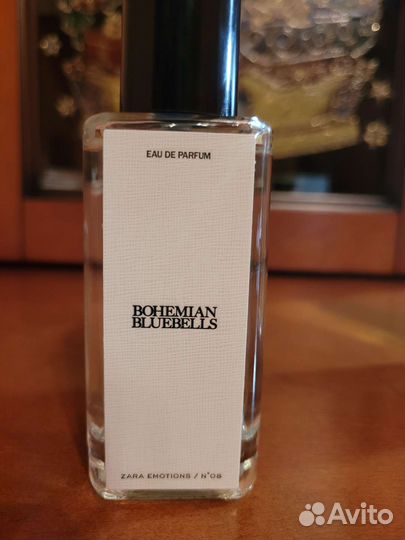 EAU DE PARFUM
BOHEMIAN
BLUEBELLS
ZARA EMOTIONS / N°08
Avito